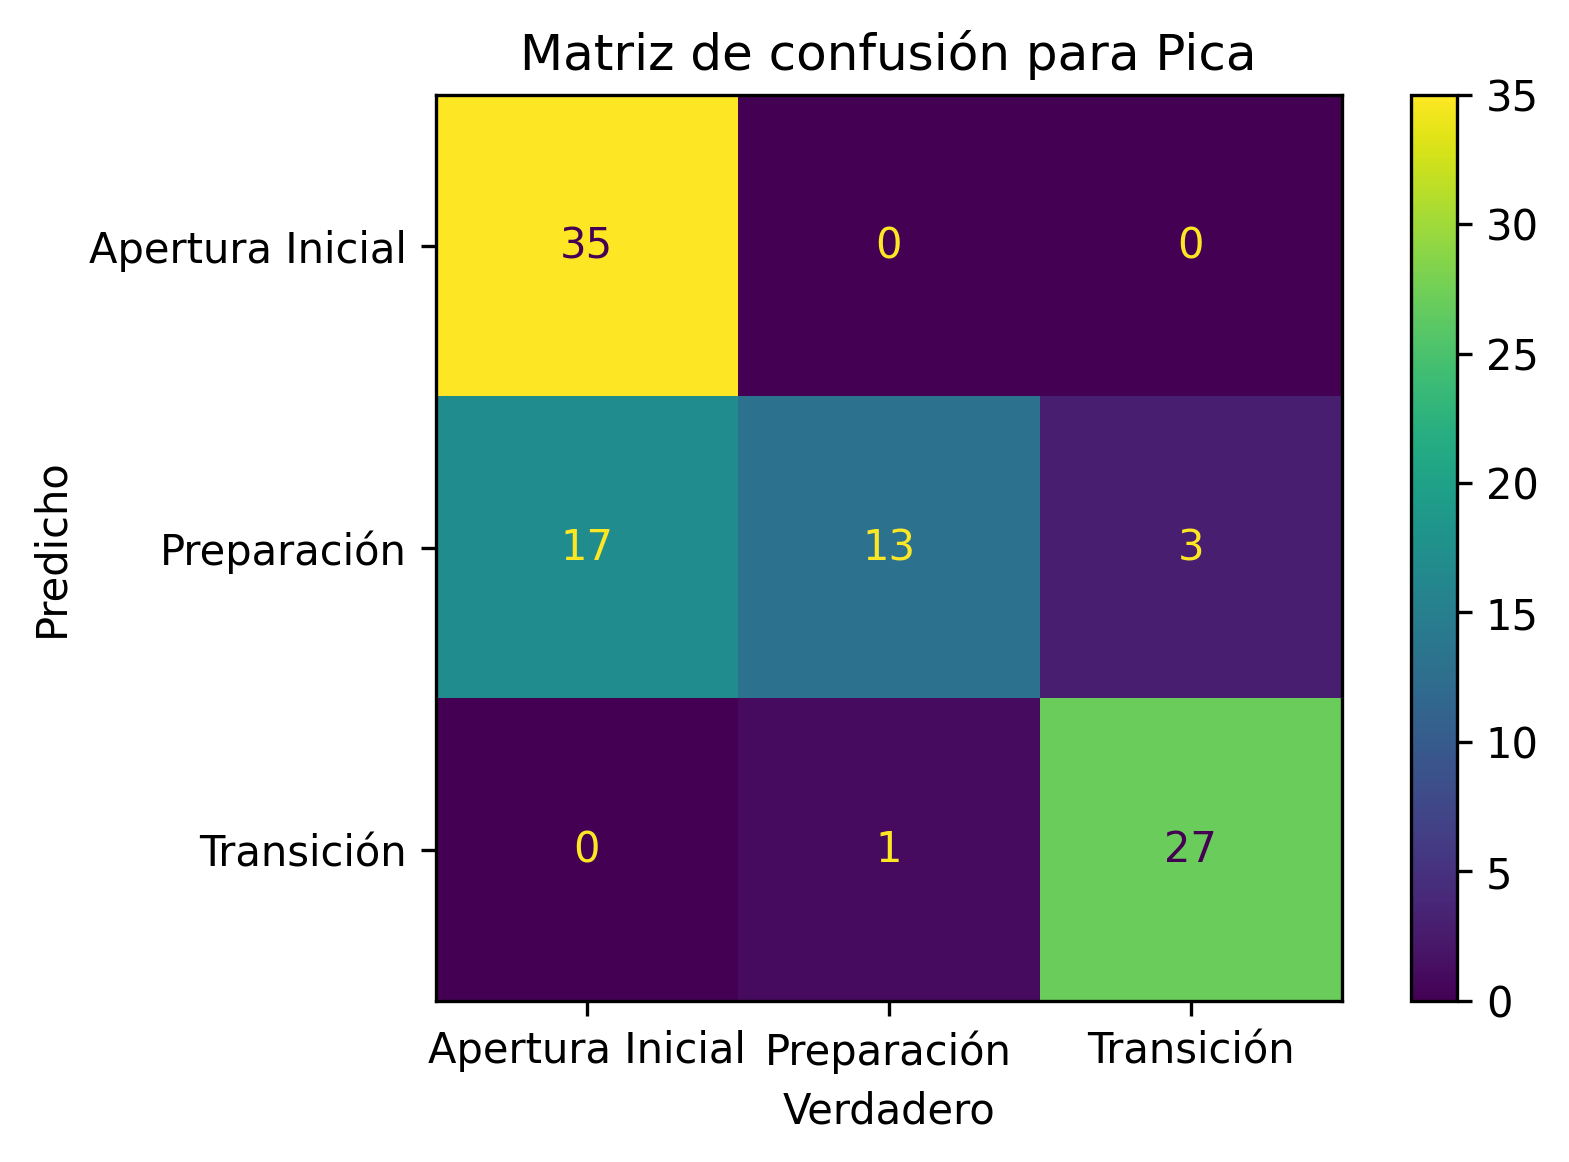 Matriz de confusión para Pica
35
Apertura Inicial 35 0 0
30
25
20
Predicho
Preparación 17 13 3
15
10
Transición 0 1 27
5
0
Apertura Inicial Preparación Transición
Verdadero